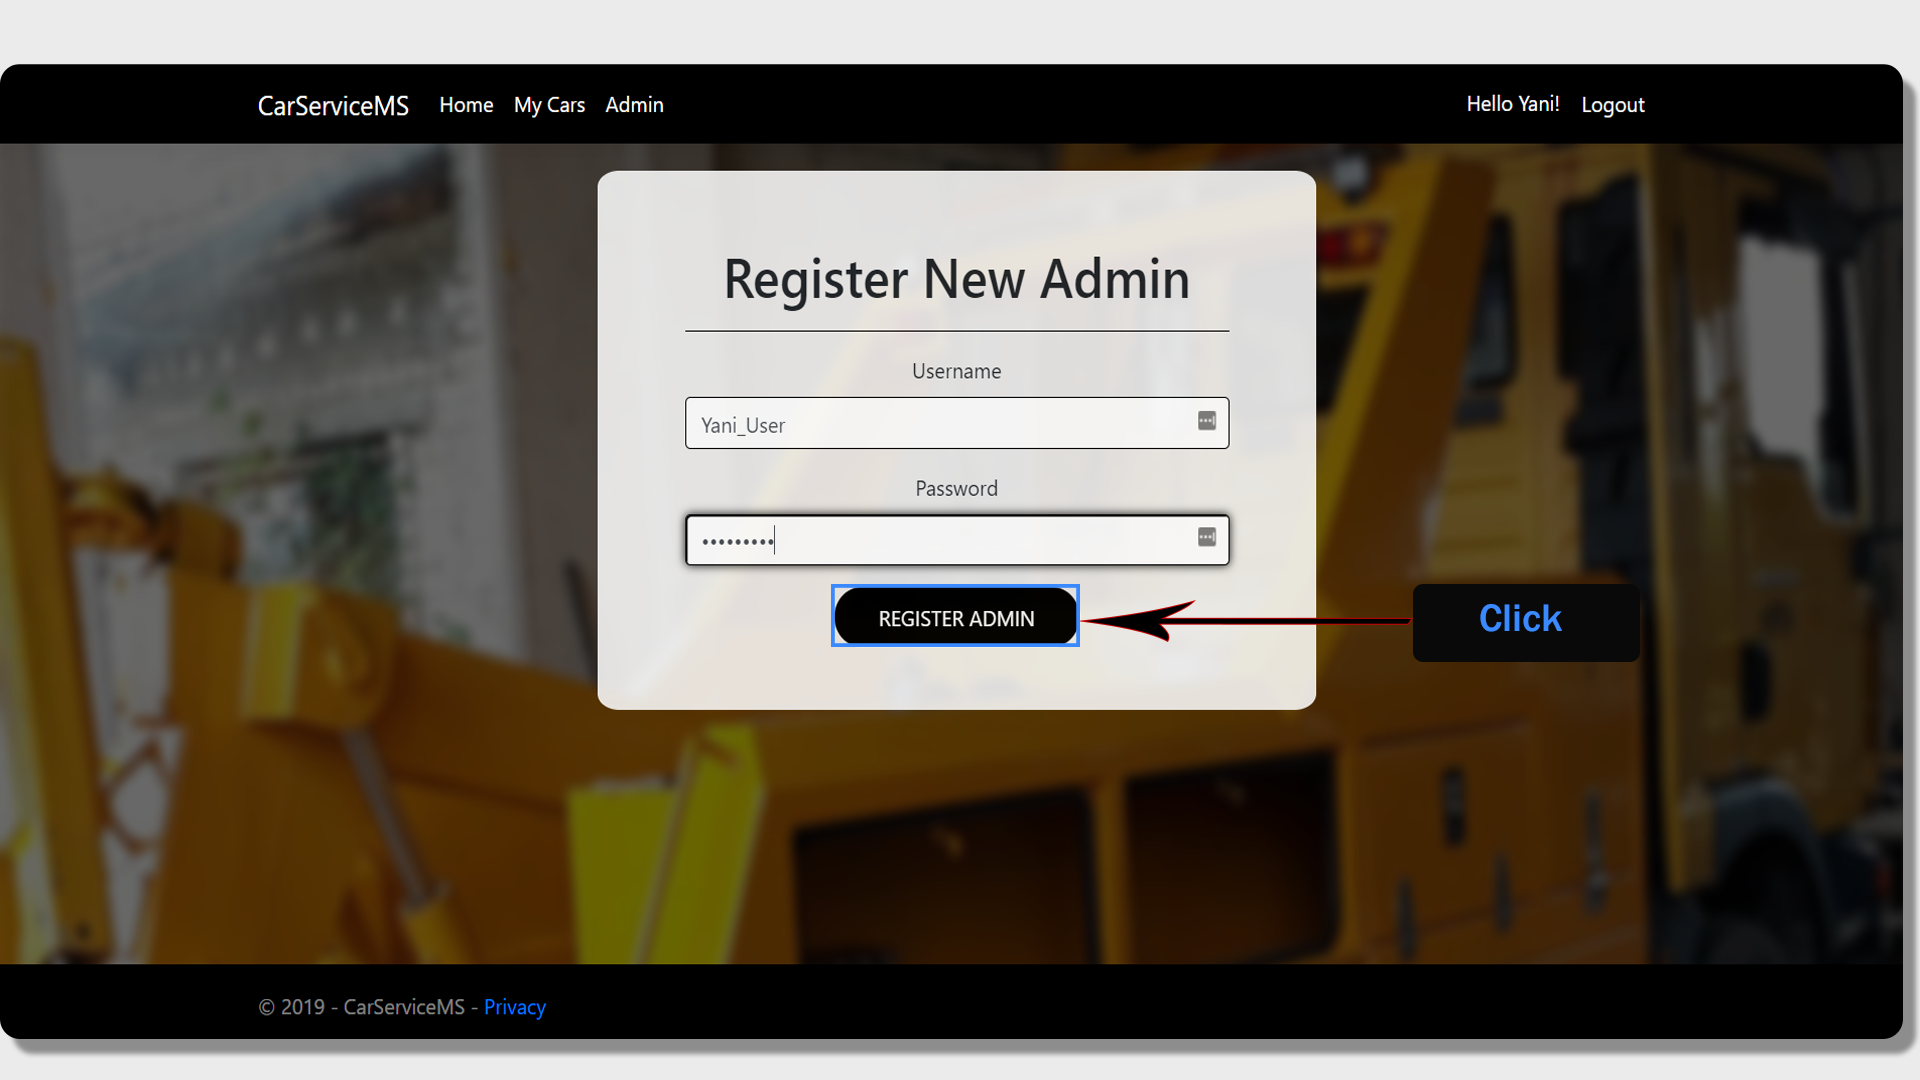 CarServiceMS Home My Cars Admin Hello Yani! Logout
Register New Admin
Username
Yani_User
Password
•••••••••
REGISTER ADMIN
Click
© 2019 - CarServiceMS - Privacy